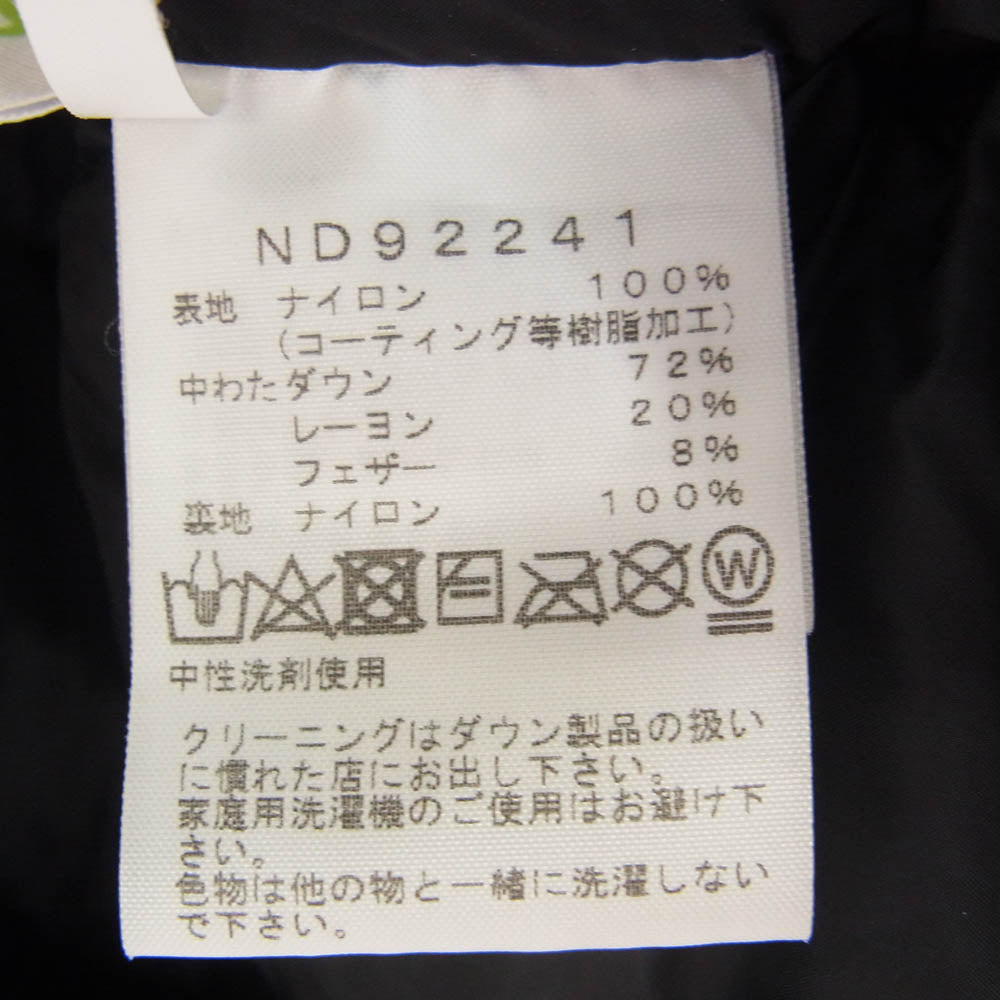 ND92241
表地 ナイロン 100%
(コーティング等樹脂加工)
中わたダウン 72%
レーヨン 20%
フェザー 8%
裏地 ナイロン 100%
W
中性洗剤使用
クリーニングはダウン製品の扱い
に慣れた店にお出し下さい。
家庭用洗濯機のご使用はお避け下
さい。
色物は他の物と一緒に洗濯しない
で下さい。